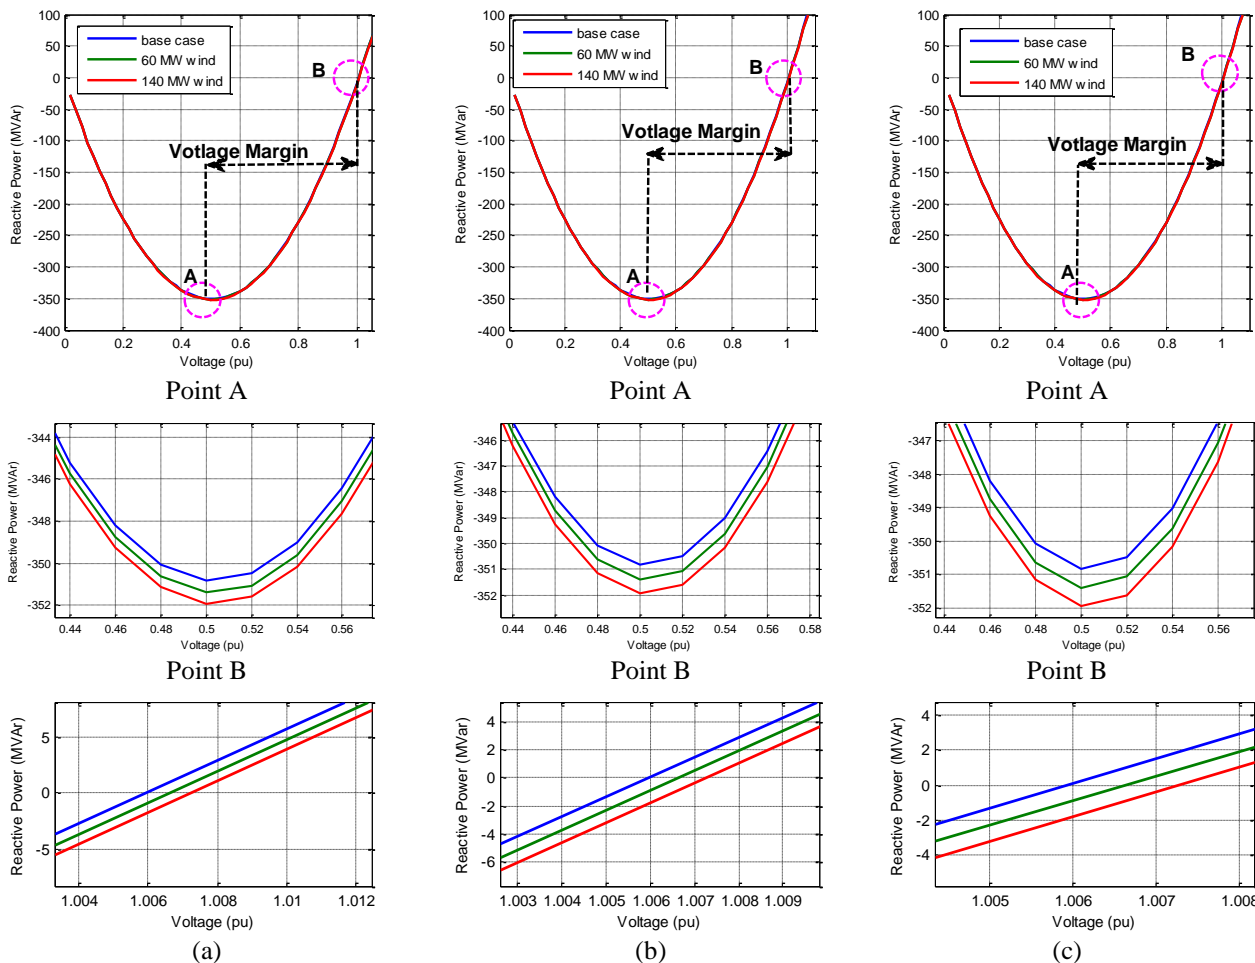 100
50
0
-50
-100
-150
-200
-250
-300
-350
-400
Reactive Power (MVAr)
base case
60 MW wind
140 MW wind
B
Votlage Margin
A
0 0.2 0.4 0.6 0.8 1
Voltage (pu)
Point A
100
50
0
-50
-100
-150
-200
-250
-300
-350
-400
Reactive Power (MVar)
base case
60 MW wind
140 MW wind
B
Votlage Margin
A
0 0.2 0.4 0.6 0.8 1
Voltage (pu)
Point A
100
50
0
-50
-100
-150
-200
-250
-300
-350
-400
Reactive Power (MVAr)
base case
60 MW wind
140 MW wind
B
Votlage Margin
A
0 0.2 0.4 0.6 0.8 1
Voltage (pu)
Point A
-344
-346
-348
-350
-352
Reactive Power (MVAr)
0.44 0.46 0.48 0.5 0.52 0.54 0.56
Voltage (pu)
Point B
-346
-347
-348
-349
-350
-351
-352
Reactive Power (MVAr)
0.44 0.46 0.48 0.5 0.52 0.54 0.56 0.58
Voltage (pu)
Point B
-347
-348
-349
-350
-351
-352
Reactive Power (MVAr)
0.44 0.46 0.48 0.5 0.52 0.54 0.56
Voltage (pu)
Point B
5
0
-5
Reactive Power (MVAr)
1.004 1.006 1.008 1.01 1.012
Voltage (pu)
(a)
4
2
0
-2
-4
-6
Reactive Power (MVAr)
1.003 1.004 1.005 1.006 1.007 1.008 1.009
Voltage (pu)
(b)
4
2
0
-2
-4
Reactive Power (MVAr)
1.005 1.006 1.007 1.008
Voltage (pu)
(c)